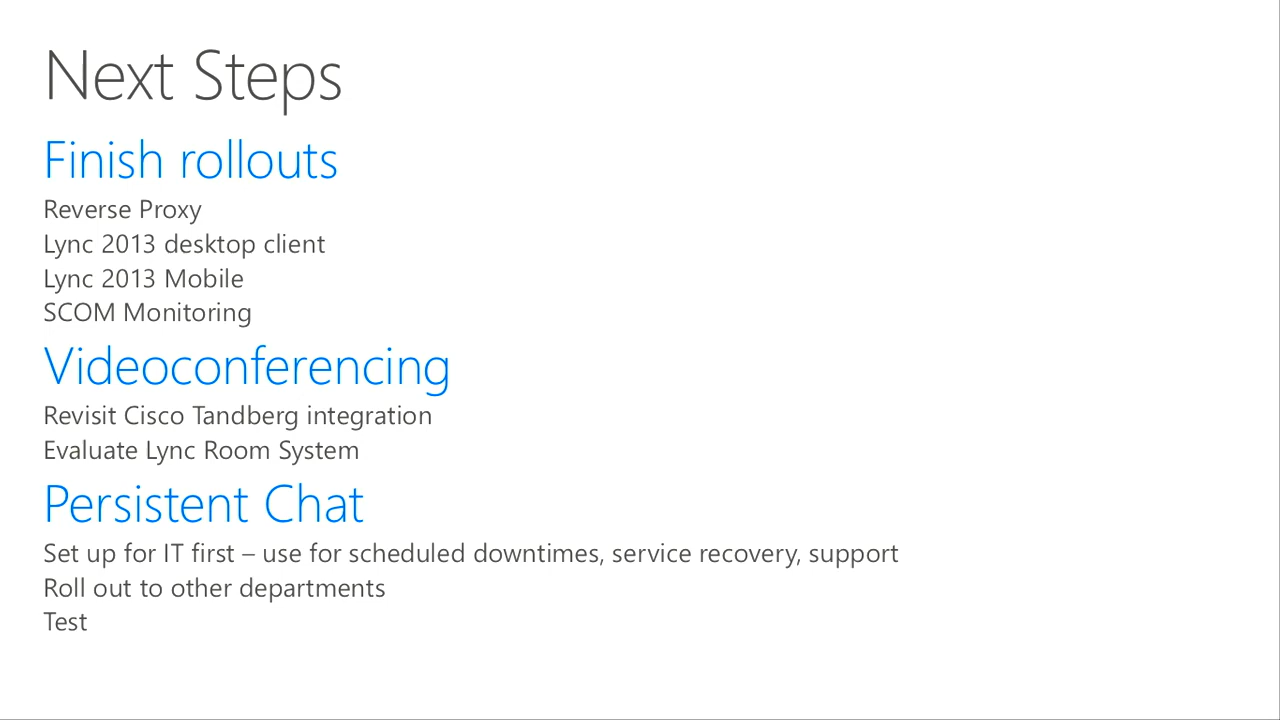 Next Steps
Finish rollouts
Reverse Proxy
Lync 2013 desktop client
Lync 2013 Mobile
SCOM Monitoring
Videoconferencing
Revisit Cisco Tandberg integration
Evaluate Lync Room System
Persistent Chat
Set up for IT first – use for scheduled downtimes, service recovery, support
Roll out to other departments
Test